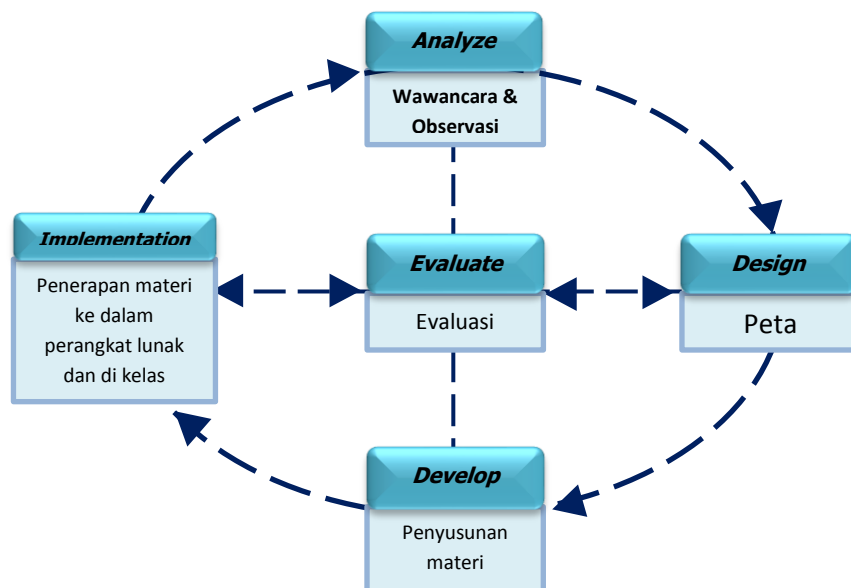 Analyze
Wawancara &
Observasi
Implementation
Penerapan materi
ke dalam
perangkat lunak
dan di kelas
Evaluate
Evaluasi
Design
Peta
Develop
Penyusunan
materi